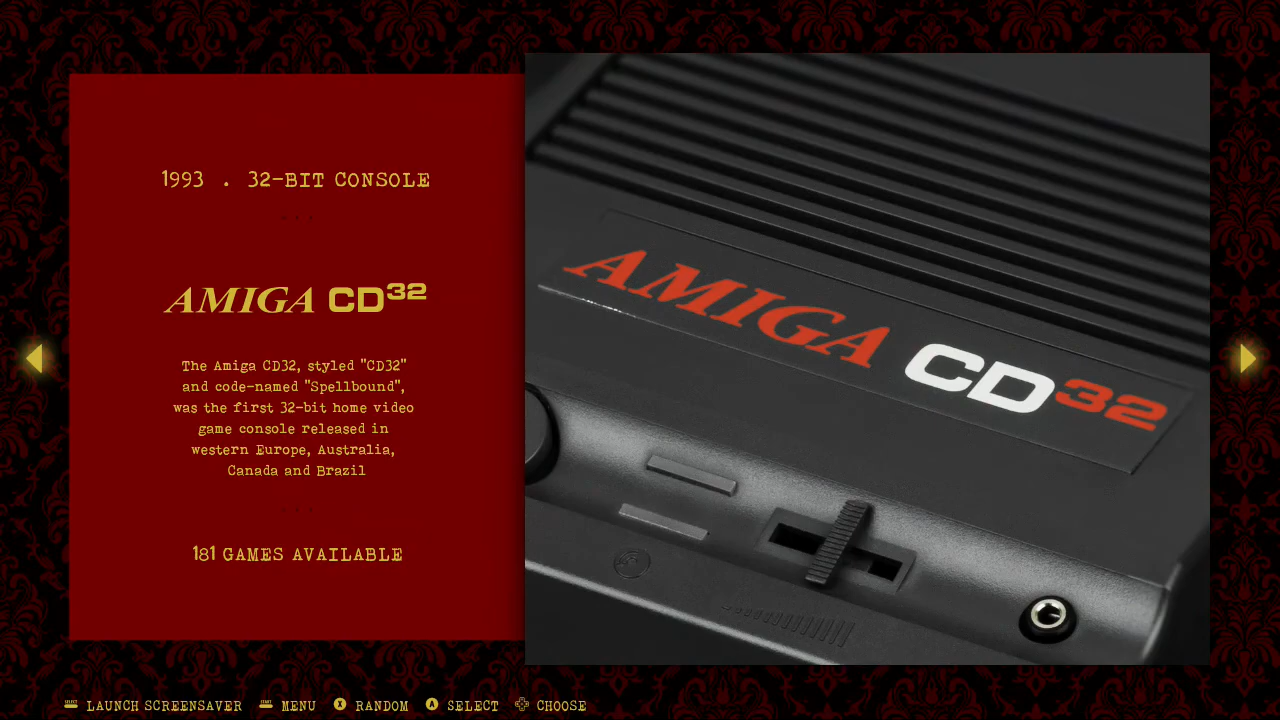 1993 . 32-BIT CONSOLE
AMIGA CD32
The Amiga CD32, styled "CD32"
and code-named "Spellbound",
was the first 32-bit home video
game console released in
western Europe, Australia,
Canada and Brazil
181 GAMES AVAILABLE
AMIGA CD32
SELECT LAUNCH SCREENSAVER START MENU X RANDOM A SELECT CHOOSE